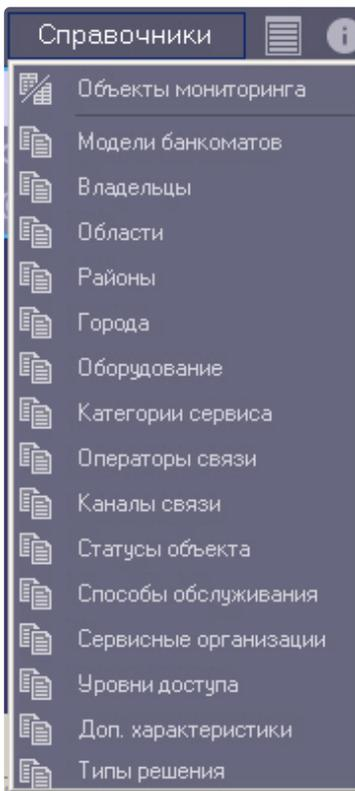 Справочники
Объекты мониторинга
Модели банкоматов
Владельцы
Области
Районы
Города
Оборудование
Категории сервиса
Операторы связи
Каналы связи
Статусы объекта
Способы обслуживания
Сервисные организации
Уровни доступа
Доп. характеристики
Типы решения